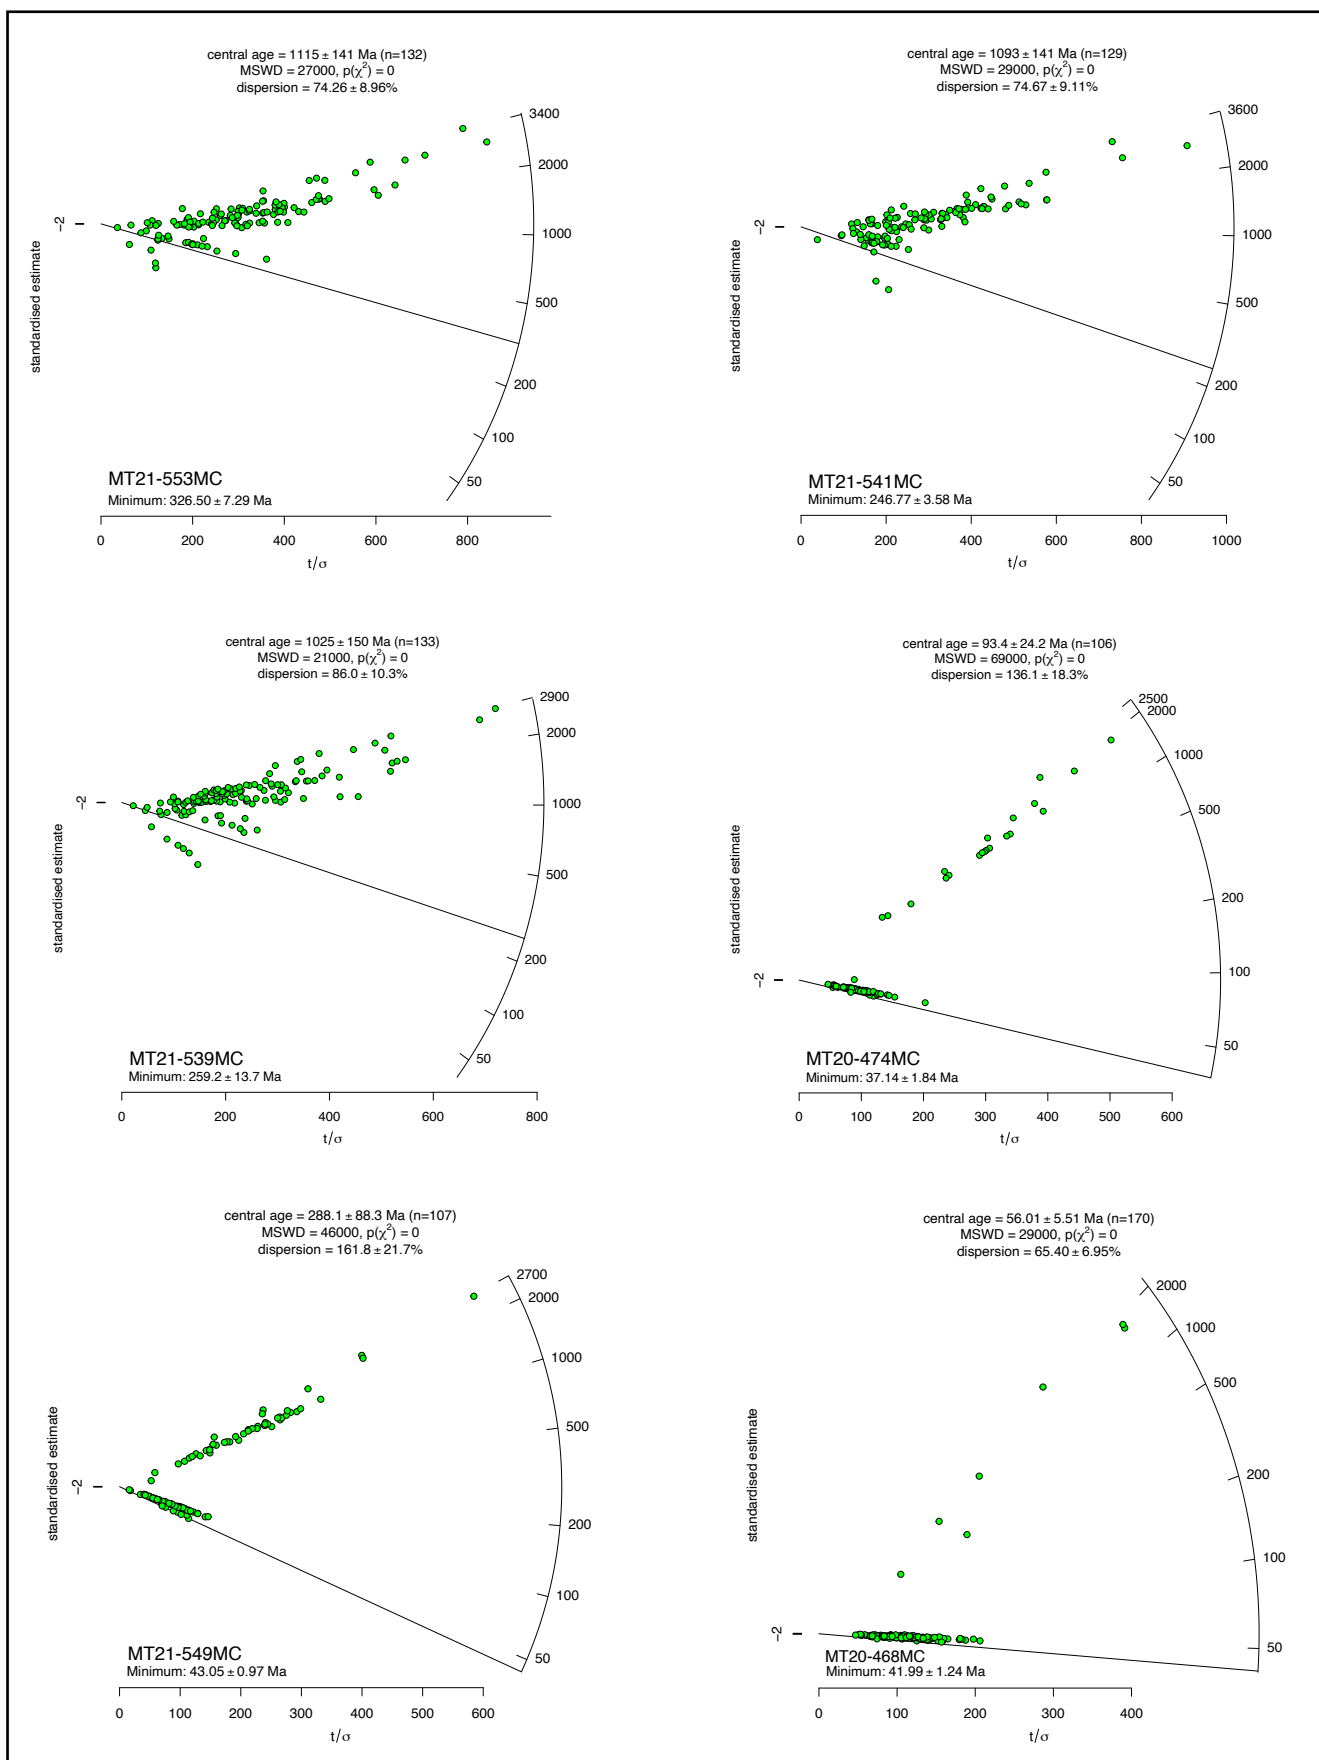 central age = 1115 ± 141 Ma (n=132)
MSWD = 27000, p(χ²) = 0
dispersion = 74.26 ± 8.96%
3400
2000
1000
500
200
100
50
−2
standardised estimate
MT21-553MC
Minimum: 326.50 ± 7.29 Ma
0 200 400 600 800
t/σ
central age = 1093 ± 141 Ma (n=129)
MSWD = 29000, p(χ²) = 0
dispersion = 74.67 ± 9.11%
3600
2000
1000
500
200
100
50
−2
standardised estimate
MT21-541MC
Minimum: 246.77 ± 3.58 Ma
0 200 400 600 800 1000
t/σ
central age = 1025 ± 150 Ma (n=133)
MSWD = 21000, p(χ²) = 0
dispersion = 86.0 ± 10.3%
2900
2000
1000
500
200
100
50
−2
standardised estimate
MT21-539MC
Minimum: 259.2 ± 13.7 Ma
0 200 400 600 800
t/σ
central age = 93.4 ± 24.2 Ma (n=106)
MSWD = 69000, p(χ²) = 0
dispersion = 136.1 ± 18.3%
2500
2000
1000
500
200
100
50
−2
standardised estimate
MT20-474MC
Minimum: 37.14 ± 1.84 Ma
0 100 200 300 400 500 600
t/σ
central age = 288.1 ± 88.3 Ma (n=107)
MSWD = 46000, p(χ²) = 0
dispersion = 161.8 ± 21.7%
2700
2000
1000
500
200
100
50
−2
standardised estimate
MT21-549MC
Minimum: 43.05 ± 0.97 Ma
0 100 200 300 400 500 600
t/σ
central age = 56.01 ± 5.51 Ma (n=170)
MSWD = 29000, p(χ²) = 0
dispersion = 65.40 ± 6.95%
2000
1000
500
200
100
50
−2
standardised estimate
MT20-468MC
Minimum: 41.99 ± 1.24 Ma
0 100 200 300 400
t/σ